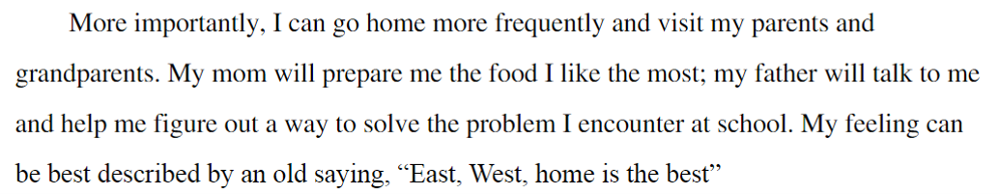 More importantly, I can go home more frequently and visit my parents and
grandparents. My mom will prepare me the food I like the most; my father will talk to me
and help me figure out a way to solve the problem I encounter at school. My feeling can
be best described by an old saying, “East, West, home is the best”